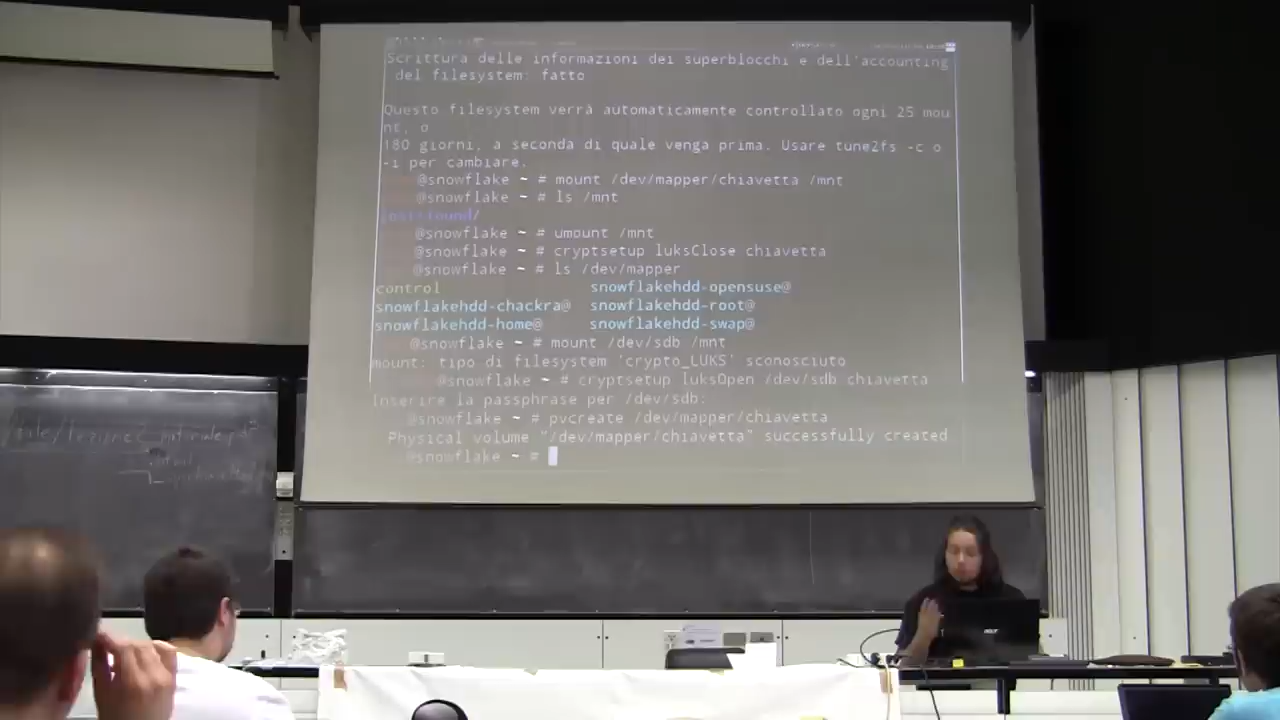 Scrittura delle informazioni dei superblocchi e dell'accounting
del filesystem: fatto
Questo filesystem verrà automaticamente controllato ogni 25 mou
nt, o
180 giorni, a seconda di quale venga prima. Usare tune2fs -c o
-i per cambiare.
@snowflake ~ # mount /dev/mapper/chiavetta /mnt
@snowflake ~ # ls /mnt
lost+found/
@snowflake ~ # umount /mnt
@snowflake ~ # cryptsetup luksClose chiavetta
@snowflake ~ # ls /dev/mapper
control snowflakehdd-opensuse@
snowflakehdd-chackra@ snowflakehdd-root@
snowflakehdd-home@ snowflakehdd-swap@
@snowflake ~ # mount /dev/sdb /mnt
mount: tipo di filesystem 'crypto_LUKS' sconosciuto
@snowflake ~ # cryptsetup luksOpen /dev/sdb chiavetta
Inserire la passphrase per /dev/sdb:
@snowflake ~ # pvcreate /dev/mapper/chiavetta
Physical volume "/dev/mapper/chiavetta" successfully created
@snowflake ~ #
acer